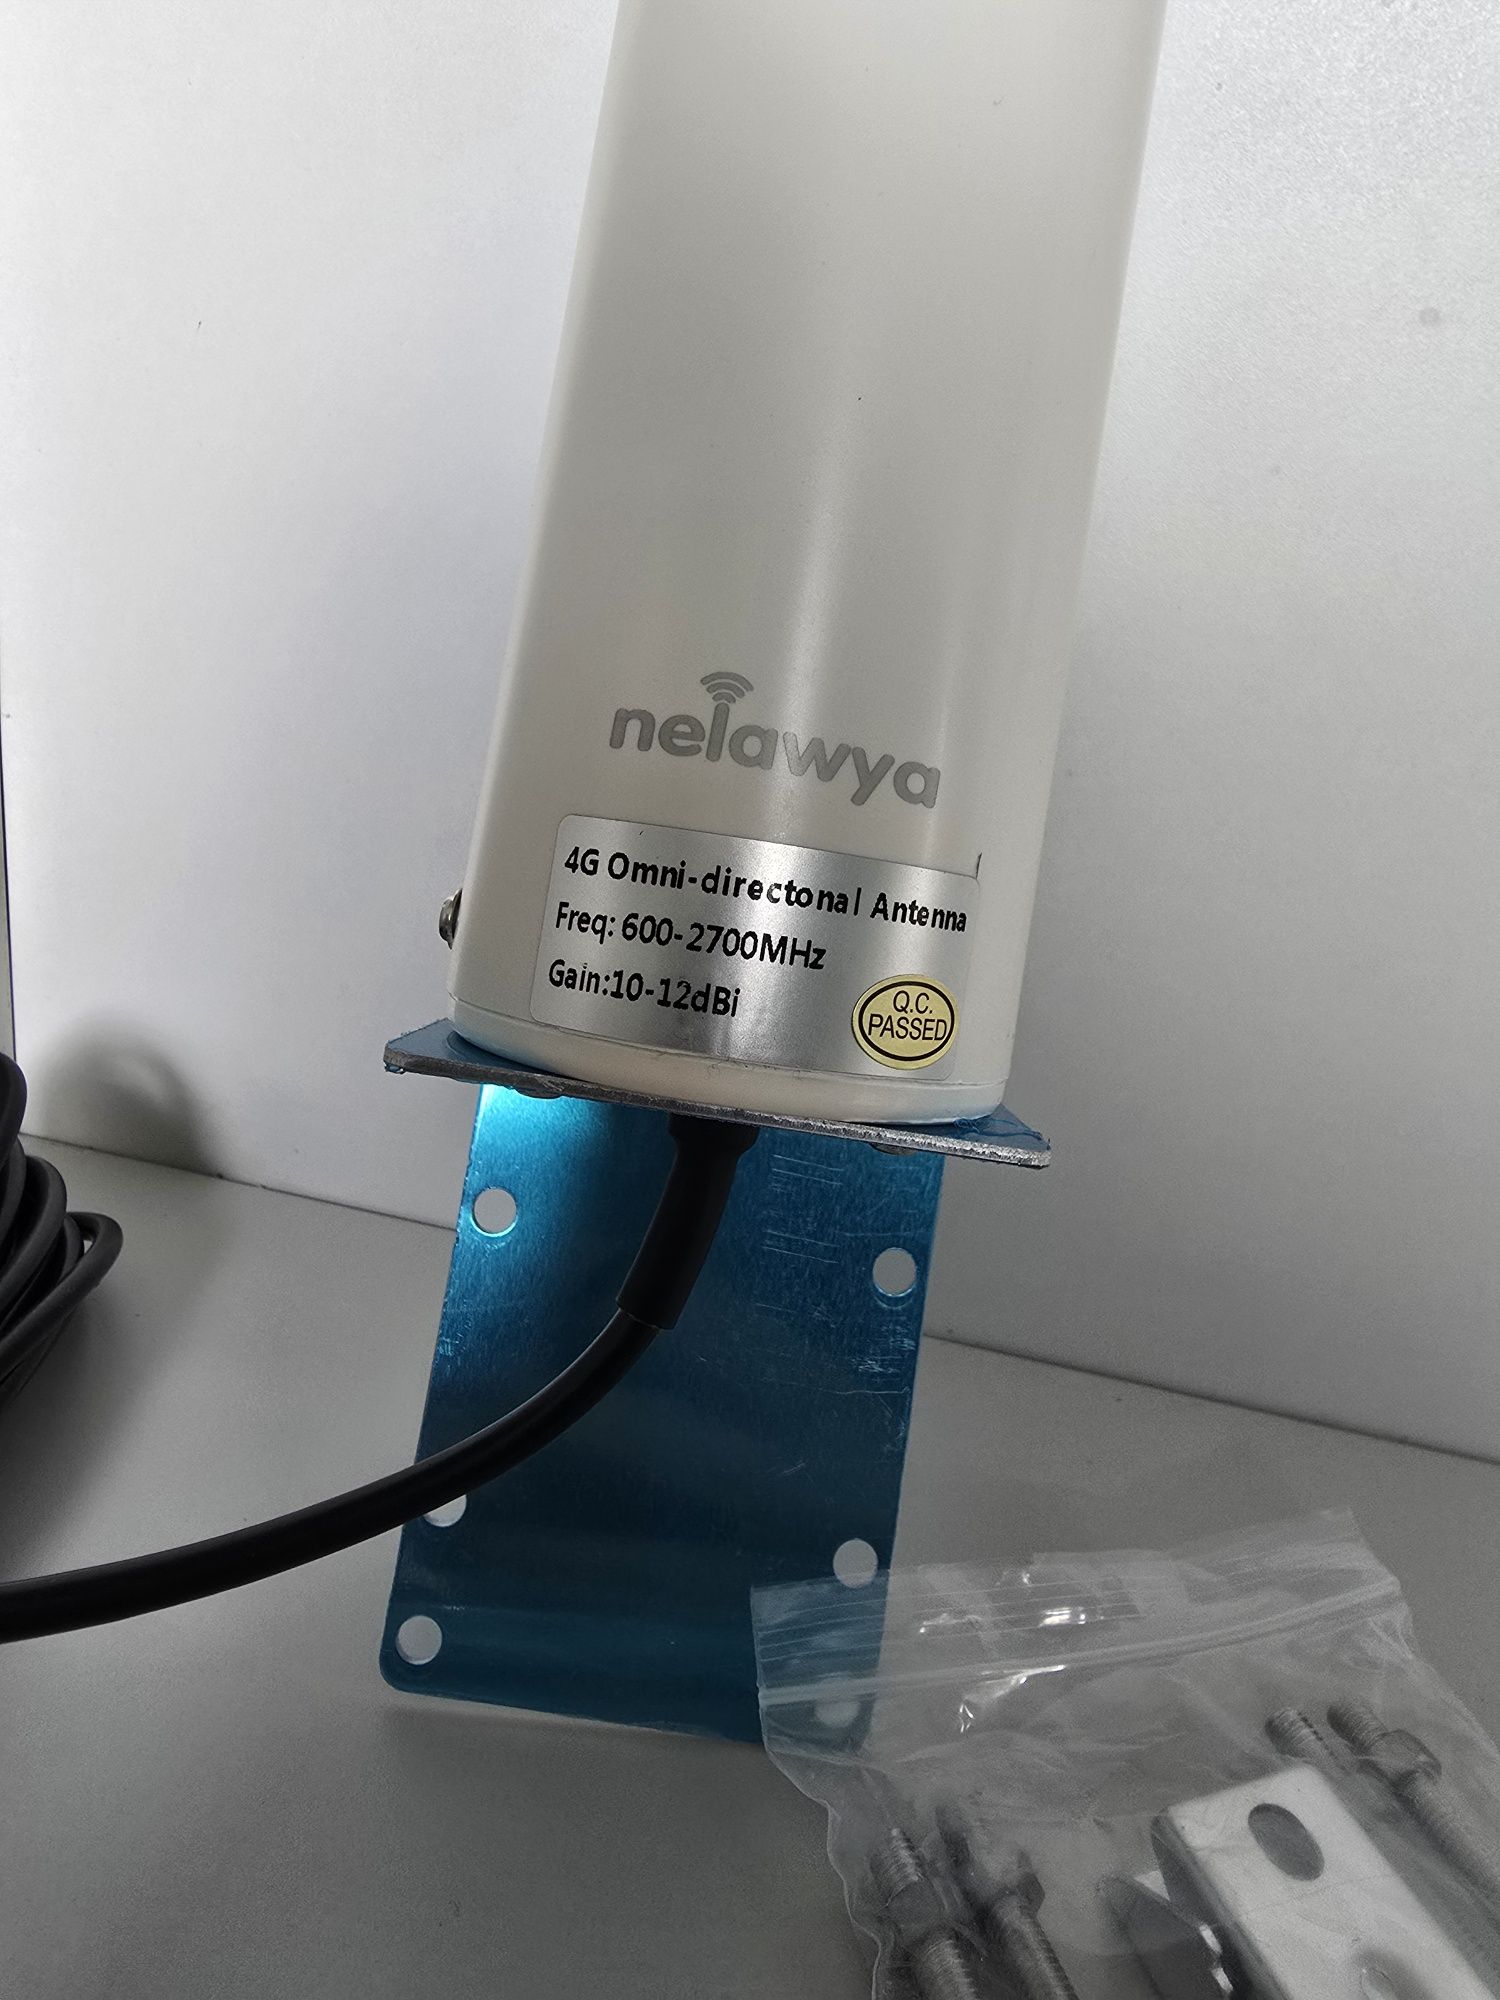 nelawya
4G Omni-directonal Antenna
Freq: 600-2700MHz
Gain:10-12dBi
Q.C.
PASSED